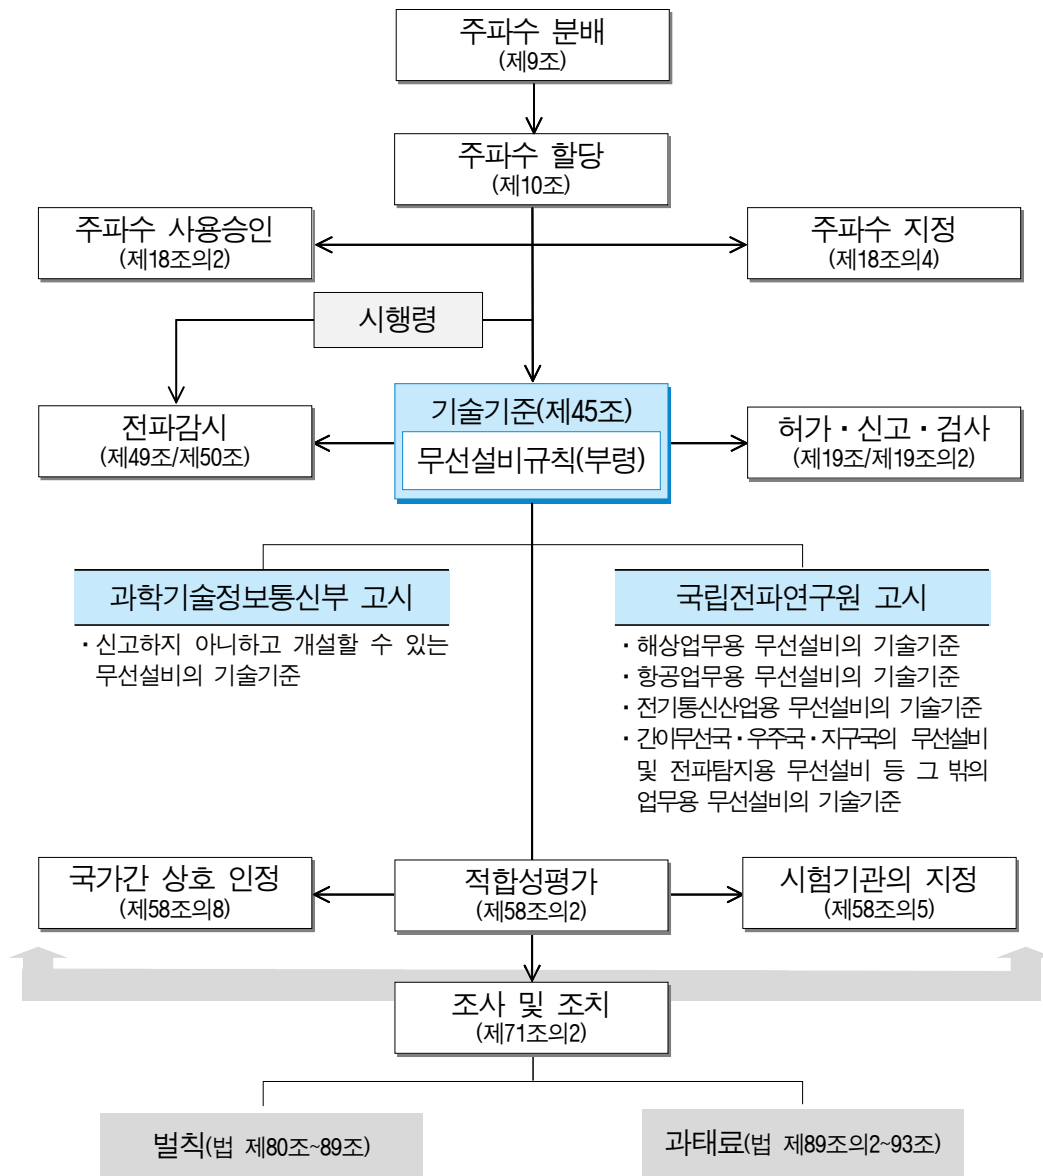 주파수 분배
(제9조)
주파수 할당
(제10조)
주파수 사용승인
(제18조의2)
주파수 지정
(제18조의4)
시행령
전파감시
(제49조/제50조)
기술기준(제45조)
무선설비규칙(부령)
허가·신고·검사
(제19조/제19조의2)
과학기술정보통신부 고시
· 신고하지 아니하고 개설할 수 있는
무선설비의 기술기준
국립전파연구원 고시
· 해상업무용 무선설비의 기술기준
· 항공업무용 무선설비의 기술기준
· 전기통신산업용 무선설비의 기술기준
· 간이무선국·우주국·지구국의 무선설비
및 전파탐지용 무선설비 등 그 밖의
업무용 무선설비의 기술기준
국가간 상호 인정
(제58조의8)
적합성평가
(제58조의2)
시험기관의 지정
(제58조의5)
조사 및 조치
(제71조의2)
벌칙(법 제80조~89조)
과태료(법 제89조의2~93조)